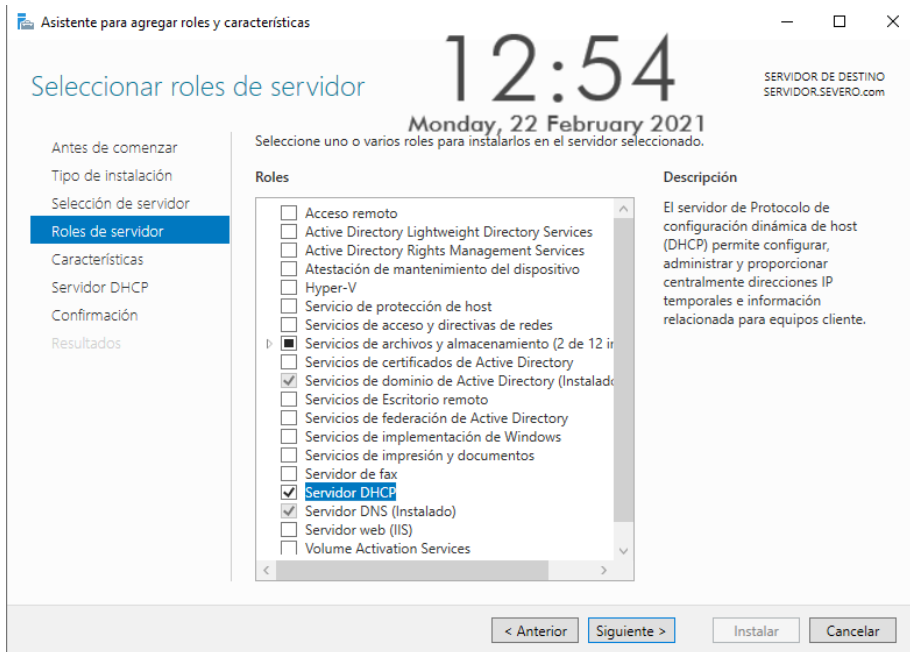 Asistente para agregar roles y características
12:54
Monday, 22 February 2021
Seleccionar roles de servidor
SERVIDOR DE DESTINO
SERVIDOR.SEVERO.com
Antes de comenzar
Tipo de instalación
Selección de servidor
Roles de servidor
Características
Servidor DHCP
Confirmación
Resultados
Seleccione uno o varios roles para instalarlos en el servidor seleccionado.
Roles
Acceso remoto
Active Directory Lightweight Directory Services
Active Directory Rights Management Services
Atestación de mantenimiento del dispositivo
Hyper-V
Servicio de protección de host
Servicios de acceso y directivas de redes
Servicios de archivos y almacenamiento (2 de 12 in
Servicios de certificados de Active Directory
Servicios de dominio de Active Directory (Instalado
Servicios de Escritorio remoto
Servicios de federación de Active Directory
Servicios de implementación de Windows
Servicios de impresión y documentos
Servidor de fax
Servidor DHCP
Servidor DNS (Instalado)
Servidor web (IIS)
Volume Activation Services
Descripción
El servidor de Protocolo de
configuración dinámica de host
(DHCP) permite configurar,
administrar y proporcionar
centralmente direcciones IP
temporales e información
relacionada para equipos cliente.
< Anterior
Siguiente >
Instalar
Cancelar